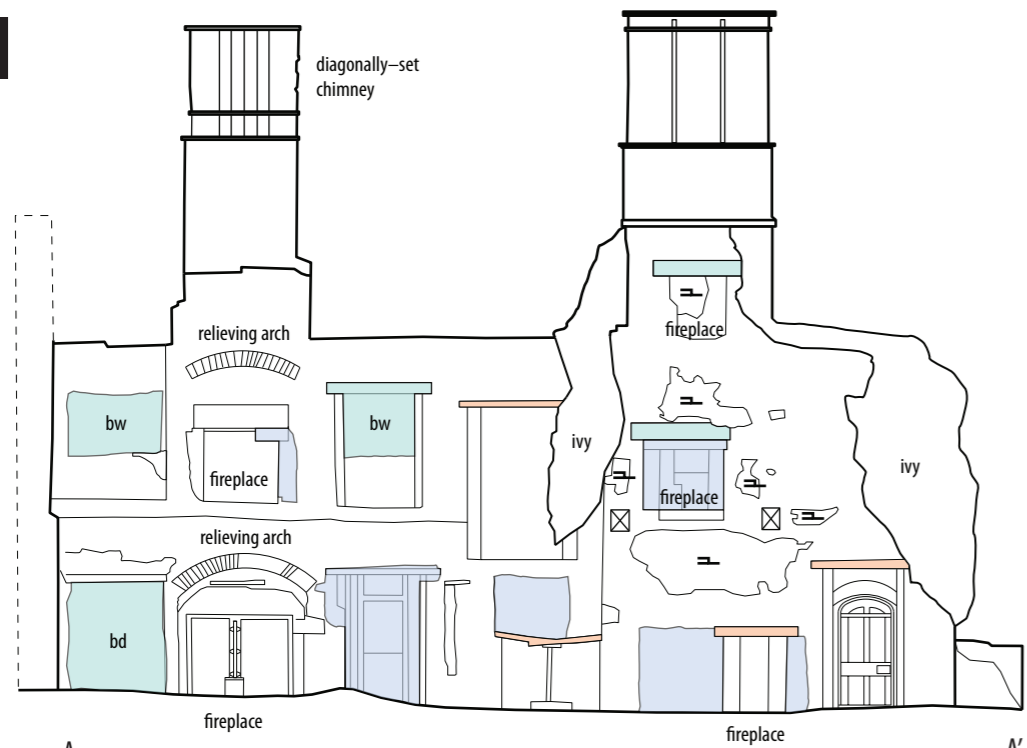 diagonally–set
chimney
relieving arch
fireplace
bw
bw
fireplace
ivy
fireplace
ivy
relieving arch
bd
fireplace
fireplace